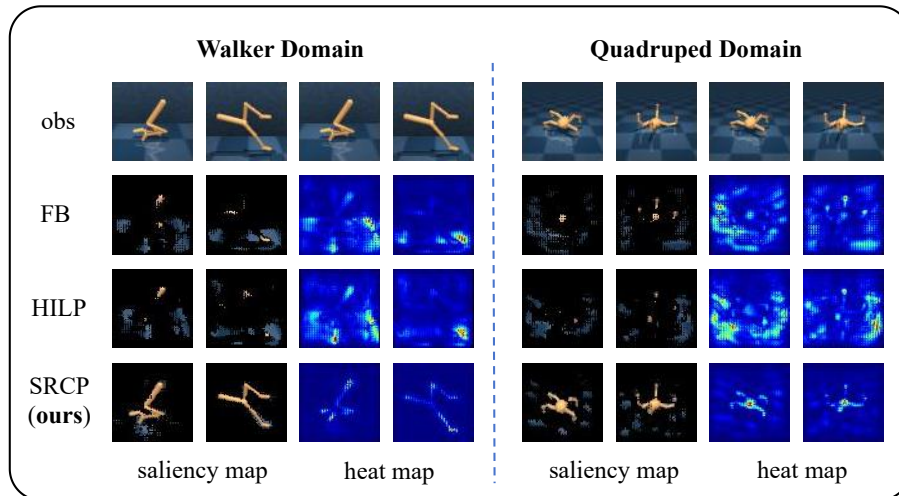 Walker Domain
Quadruped Domain
obs
FB
HILP
SRCP
(ours)
saliency map
heat map
saliency map
heat map